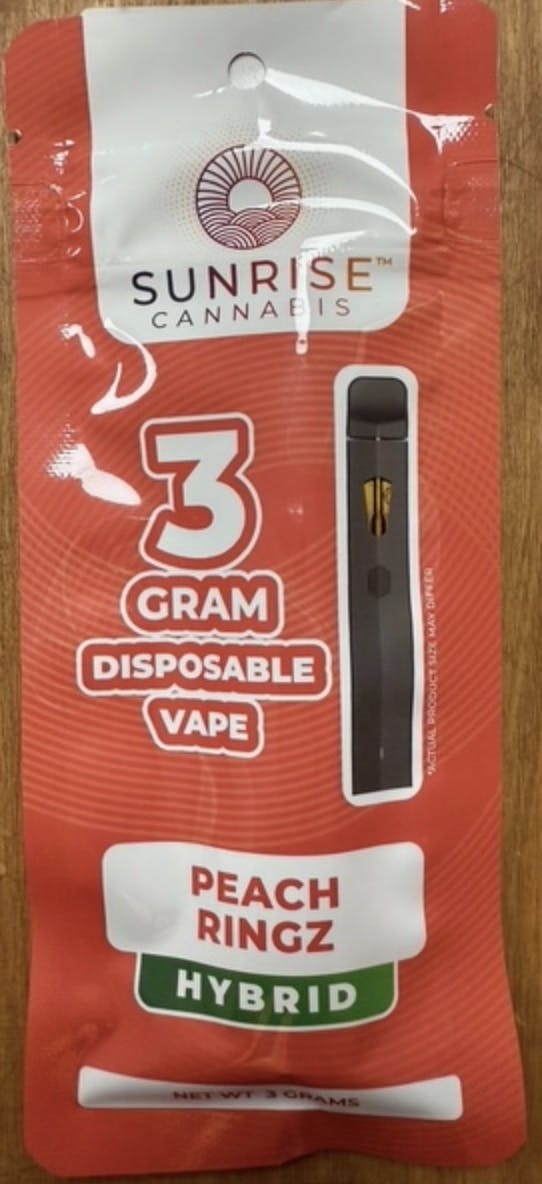 SUNRISE™
CANNABIS
3
GRAM
DISPOSABLE
VAPE
*ACTUAL PRODUCT SIZE MAY DIFFER
PEACH
RINGZ
HYBRID
NET WT 3 GRAMS